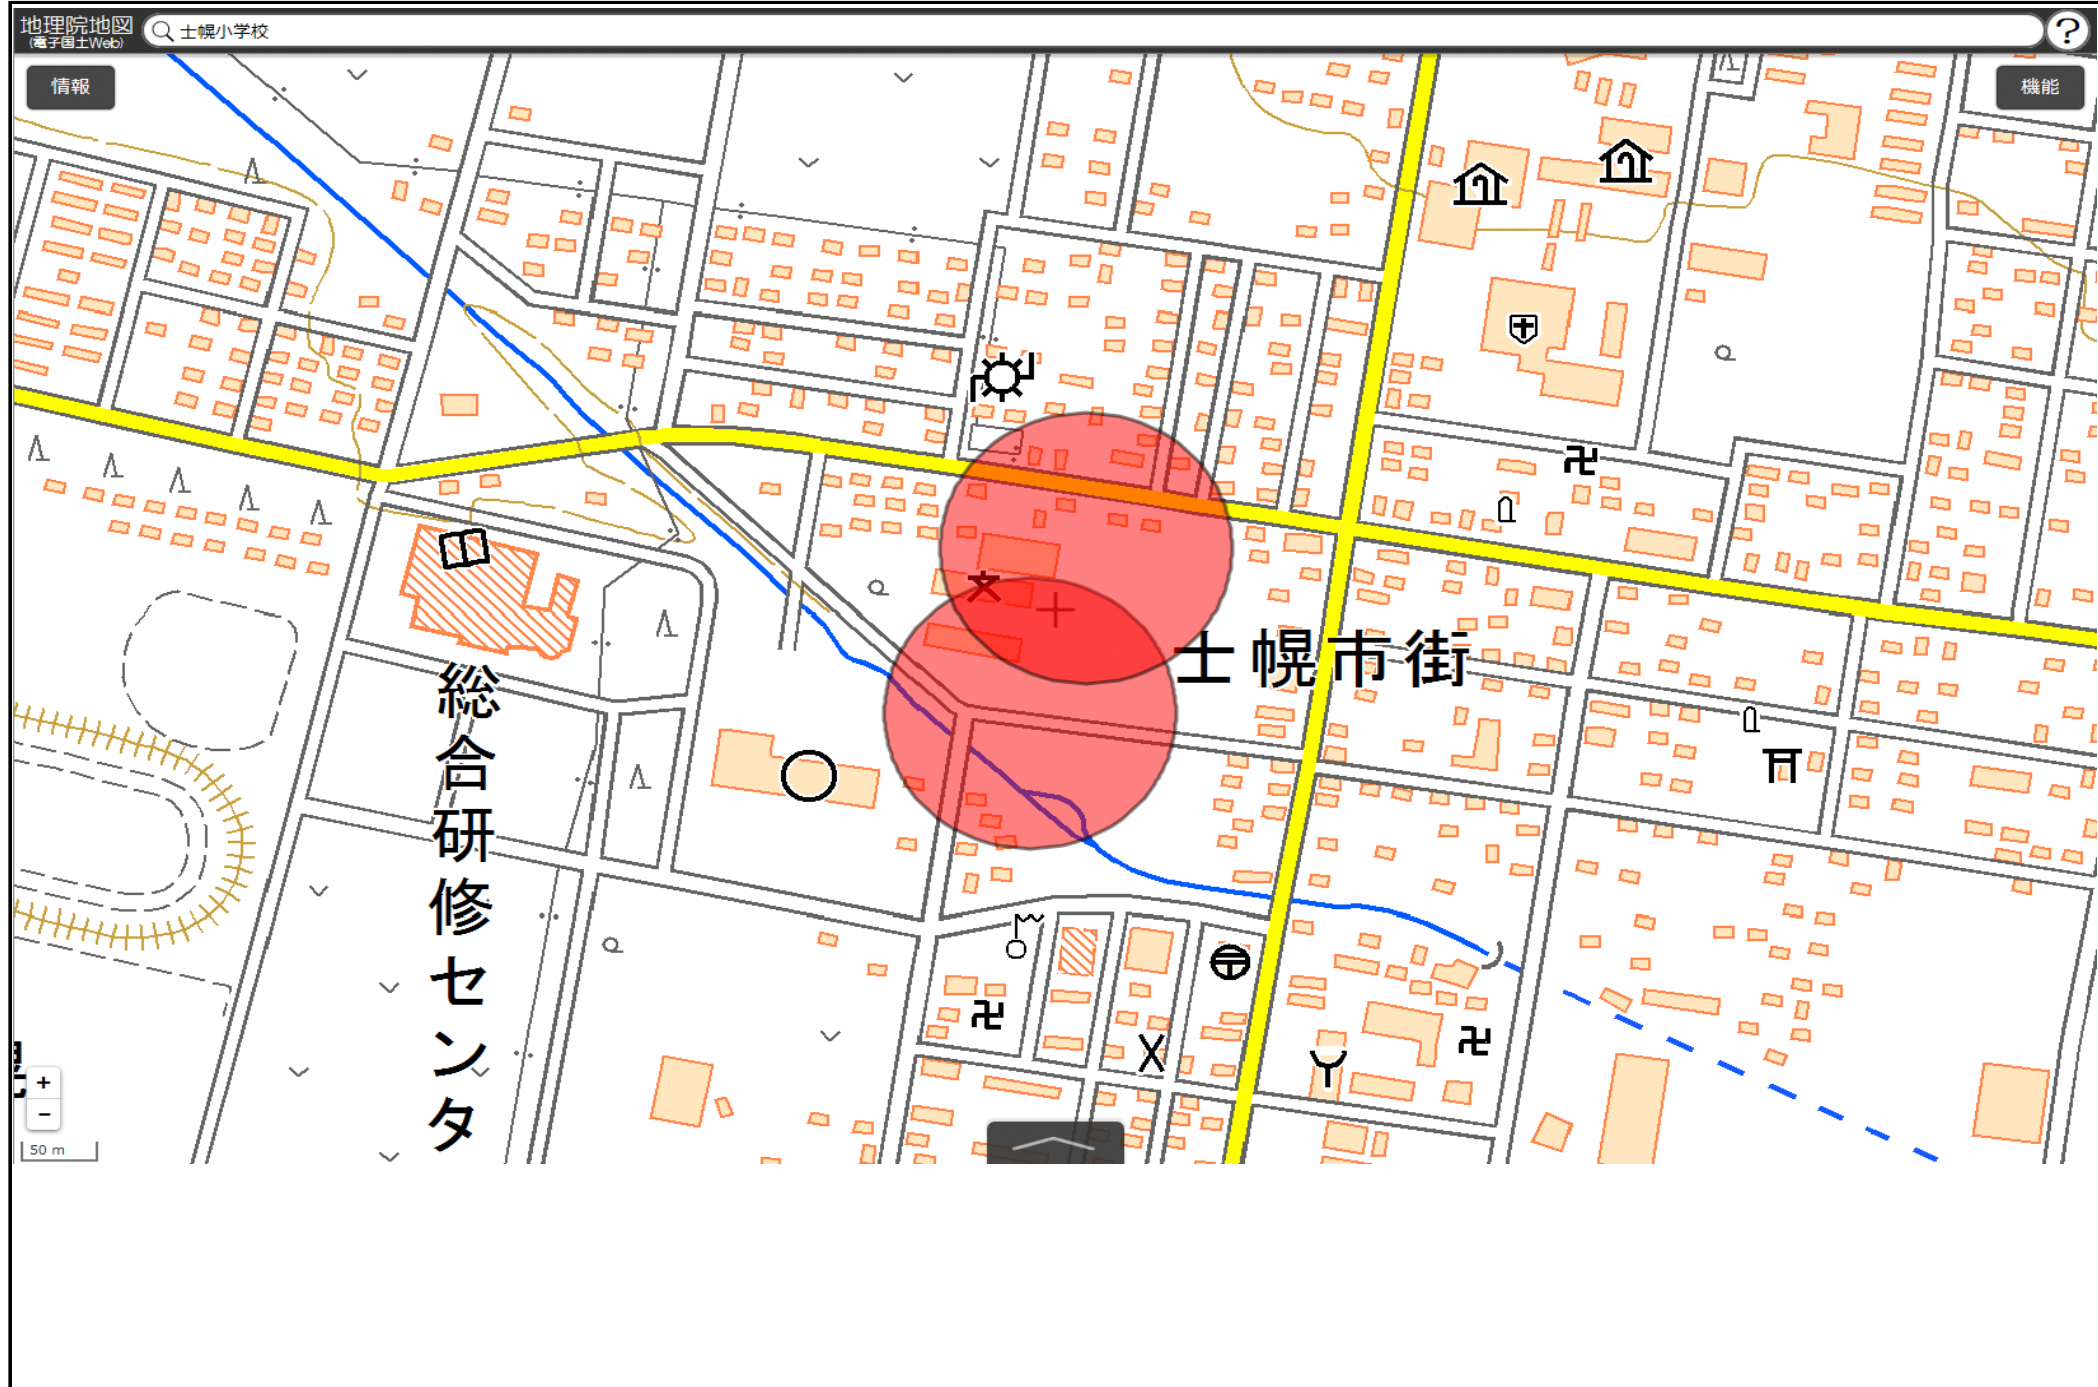 地理院地図
(電子国土Web)
士幌小学校
?
情報
機能
士幌市街
総合研修センタ
+
−
50 m